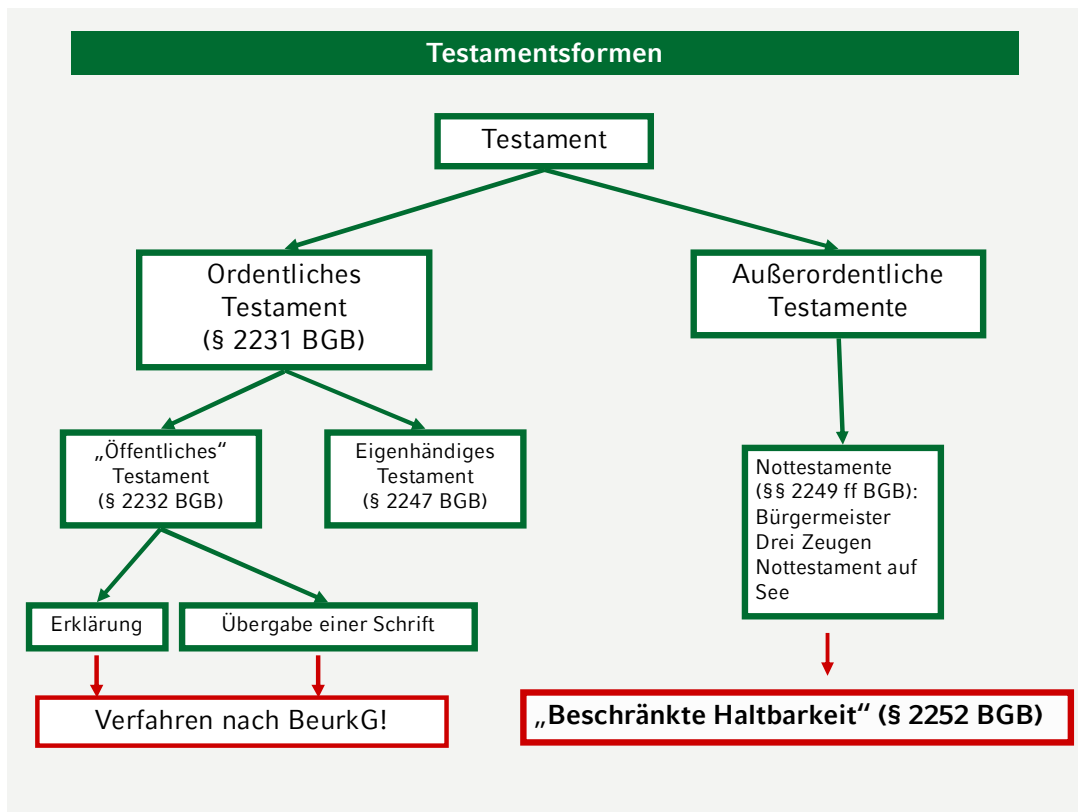 Testamentsformen
Testament
Ordentliches
Testament
(§ 2231 BGB)
Außerordentliche
Testamente
„Öffentliches“
Testament
(§ 2232 BGB)
Eigenhändiges
Testament
(§ 2247 BGB)
Nottestamente
(§§ 2249 ff BGB):
Bürgermeister
Drei Zeugen
Nottestament auf
See
Erklärung
Übergabe einer Schrift
Verfahren nach BeurkG!
„Beschränkte Haltbarkeit“ (§ 2252 BGB)